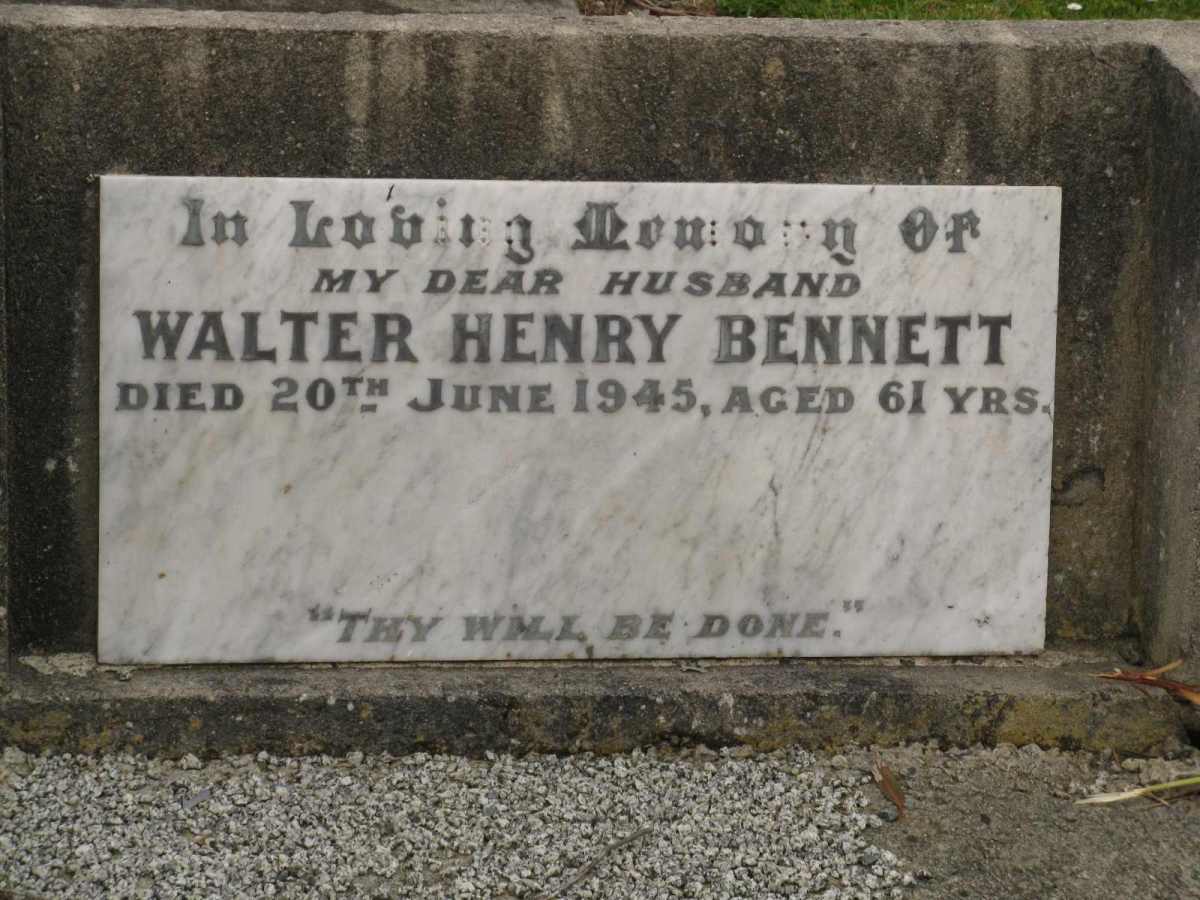 In Loving Memory Of
MY DEAR HUSBAND
WALTER HENRY BENNETT
DIED 20TH JUNE 1945, AGED 61 YRS.
"THY WILL BE DONE."